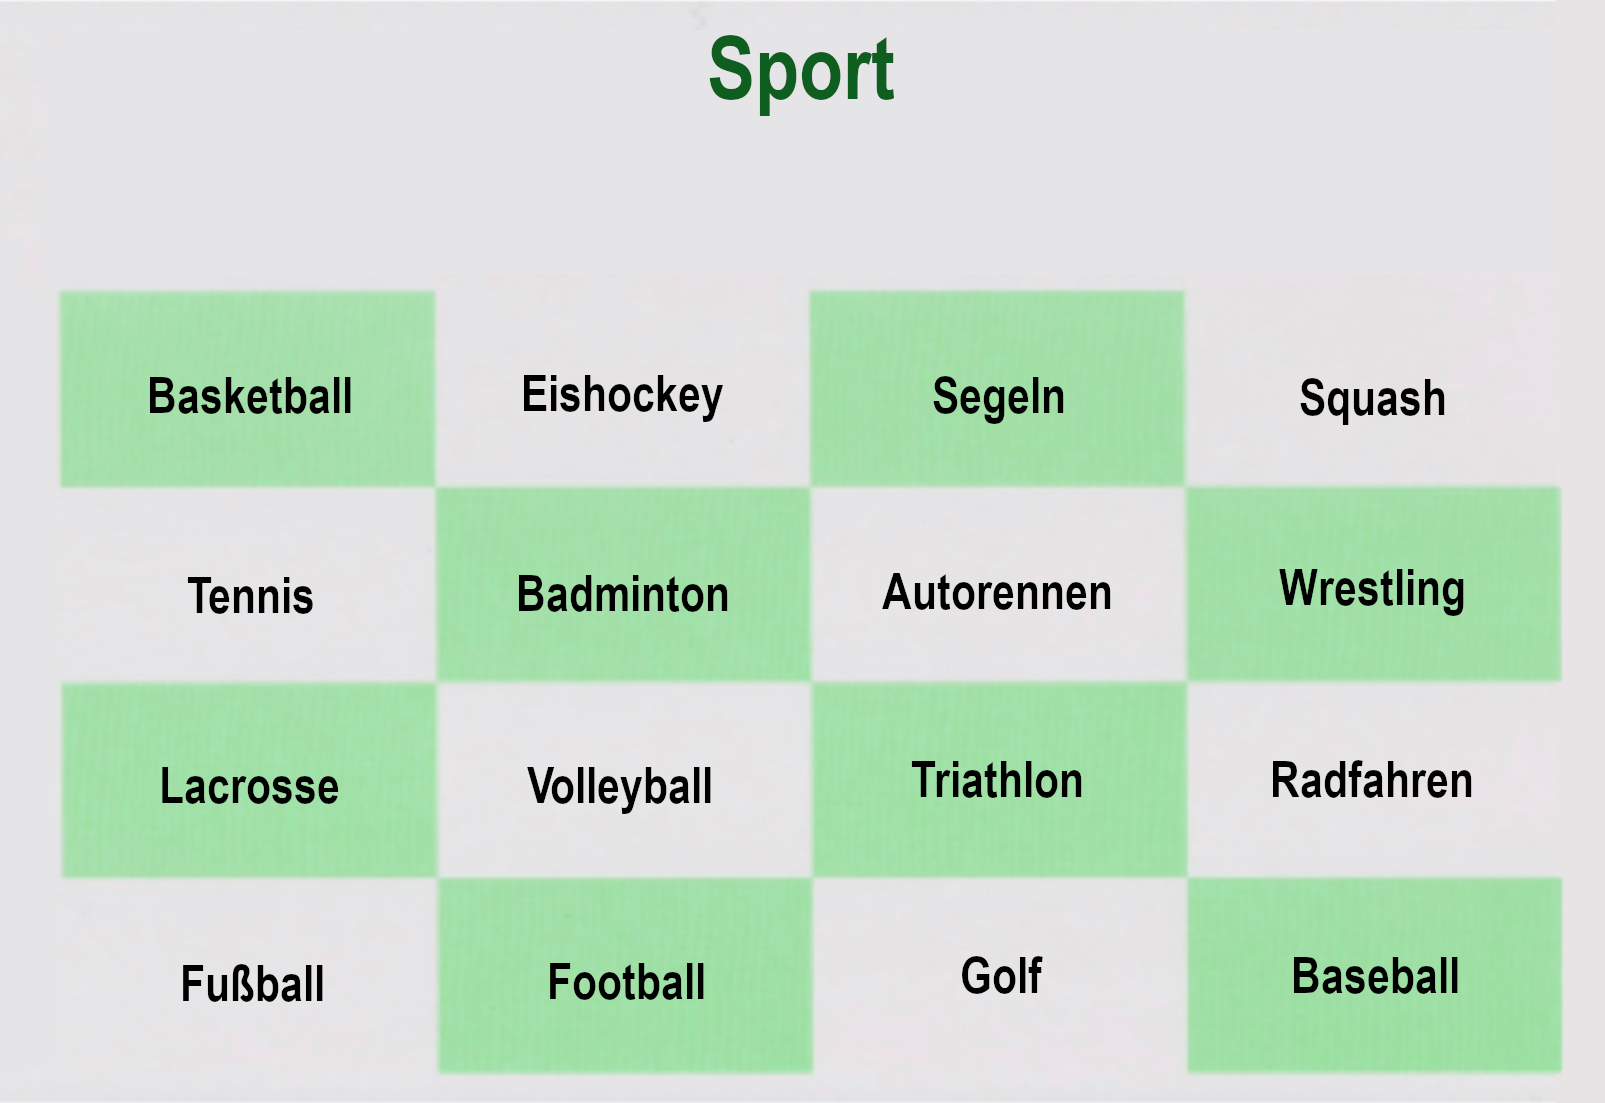 Sport
Basketball Eishockey Segeln Squash
Tennis Badminton Autorennen Wrestling
Lacrosse Volleyball Triathlon Radfahren
Fußball Football Golf Baseball